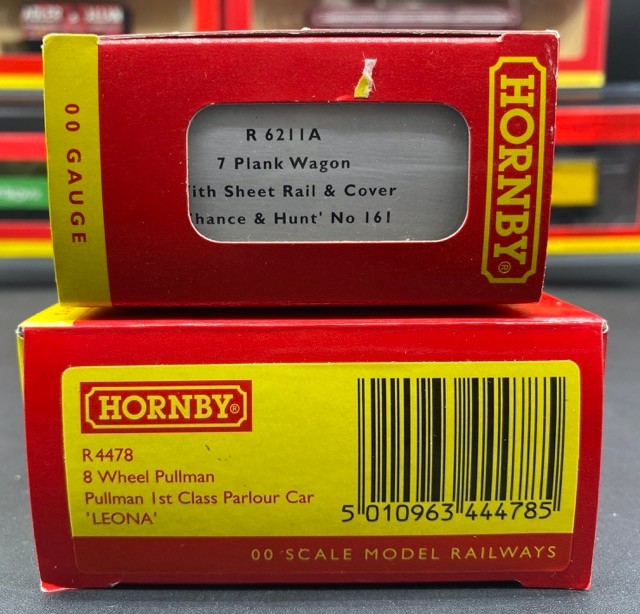 00 GAUGE
R 6211A
7 Plank Wagon
ith Sheet Rail & Cover
hance & Hunt' No 161
HORNBY®
HORNBY®
R4478
8 Wheel Pullman
Pullman 1st Class Parlour Car
'LEONA'
5 010963 444785
00 SCALE MODEL RAILWAYS